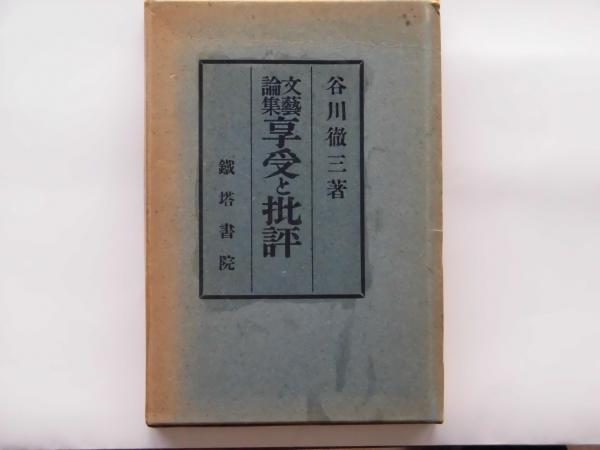 谷川徹三著
文藝論集
享受と批評
鐵塔書院